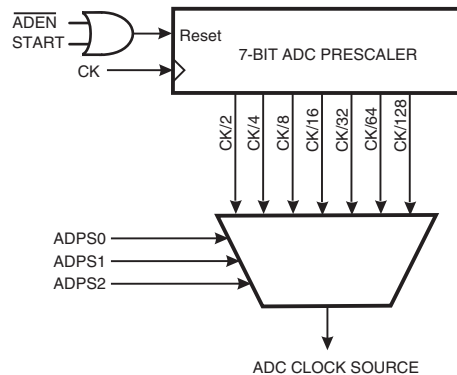 ADEN
START
Reset
7-BIT ADC PRESCALER
CK
CK/2
CK/4
CK/8
CK/16
CK/32
CK/64
CK/128
ADPS0
ADPS1
ADPS2
ADC CLOCK SOURCE